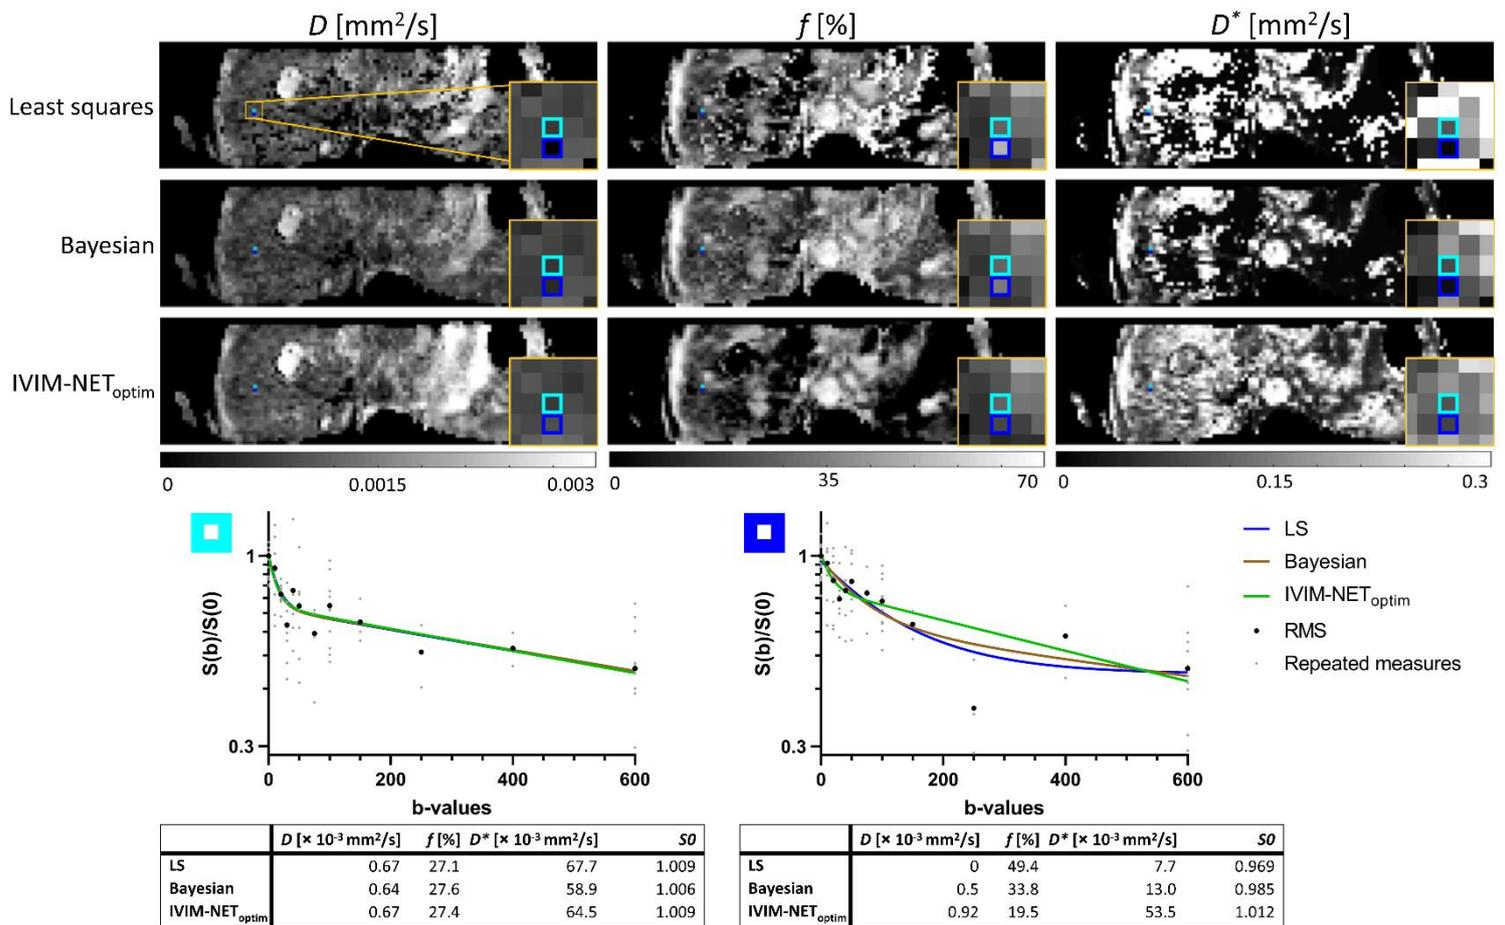 D [mm²/s] f [%] D* [mm²/s]
Least squares
Bayesian
IVIM-NEToptim
0 0.0015 0.003 0 35 70 0 0.15 0.3
1
0.3
S(b)/S(0)
0 200 400 600
b-values
1
0.3
S(b)/S(0)
0 200 400 600
b-values
LS
Bayesian
IVIM-NEToptim
RMS
Repeated measures
D [× 10-3 mm²/s] f [%] D* [× 10-3 mm²/s] S0
LS 0.67 27.1 67.7 1.009
Bayesian 0.64 27.6 58.9 1.006
IVIM-NEToptim 0.67 27.4 64.5 1.009
D [× 10-3 mm²/s] f [%] D* [× 10-3 mm²/s] S0
LS 0 49.4 7.7 0.969
Bayesian 0.5 33.8 13.0 0.985
IVIM-NEToptim 0.92 19.5 53.5 1.012